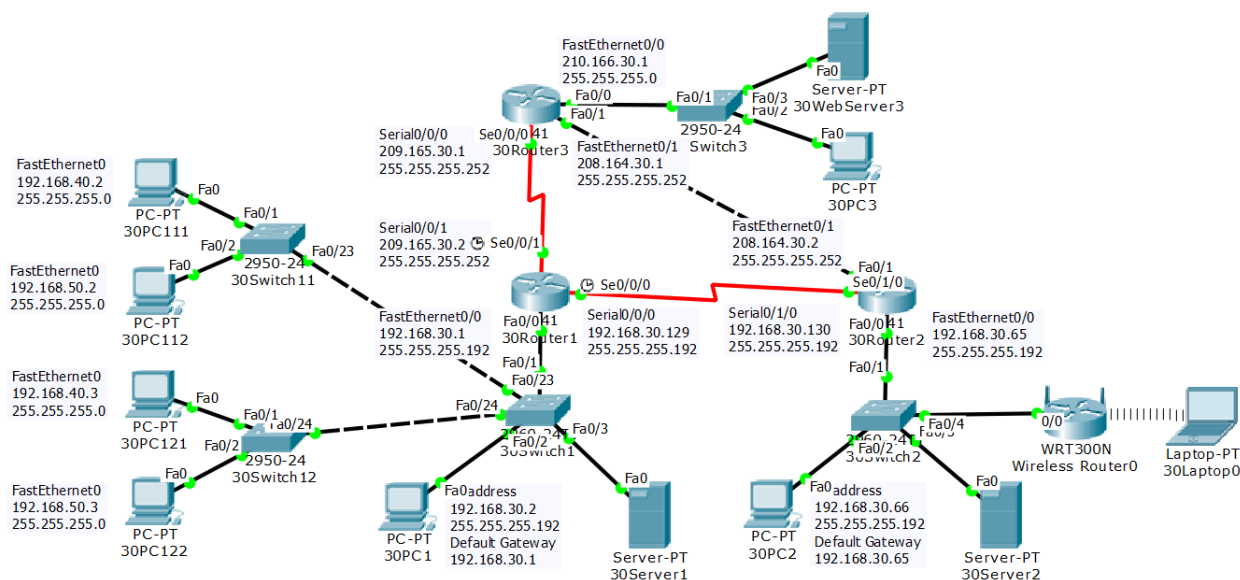 FastEthernet0/0
210.166.30.1
255.255.255.0
Fa0/0
Fa0/1
Se0/0/0
41
30Router3
Serial0/0/0
209.165.30.1
255.255.255.252
FastEthernet0/1
208.164.30.1
255.255.255.252
Fa0/1
Fa0/3
Fa0/2
2950-24
Switch3
Fa0
Server-PT
30WebServer3
Fa0
PC-PT
30PC3
FastEthernet0
192.168.40.2
255.255.255.0
Fa0
PC-PT
30PC111
Fa0/1
Fa0/2
Fa0/23
2950-24
30Switch11
FastEthernet0
192.168.50.2
255.255.255.0
Fa0
PC-PT
30PC112
Serial0/0/1
209.165.30.2
255.255.255.252
Se0/0/1
Se0/0/0
Fa0/0
41
30Router1
FastEthernet0/0
192.168.30.1
255.255.255.192
Serial0/0/0
192.168.30.129
255.255.255.192
Serial0/1/0
192.168.30.130
255.255.255.192
FastEthernet0/1
208.164.30.2
255.255.255.252
Fa0/1
Se0/1/0
Fa0/0
41
30Router2
FastEthernet0/0
192.168.30.65
255.255.255.192
FastEthernet0
192.168.40.3
255.255.255.0
Fa0
PC-PT
30PC121
Fa0/1
Fa0/2
Fa0/24
2950-24
30Switch12
FastEthernet0
192.168.50.3
255.255.255.0
Fa0
PC-PT
30PC122
Fa0/1
Fa0/23
Fa0/24
Fa0/3
Fa0/2
30Switch1
Fa0
PC-PT
30PC1
address
192.168.30.2
255.255.255.192
Default Gateway
192.168.30.1
Fa0
Server-PT
30Server1
Fa0/1
Fa0/4
Fa0/2
30Switch2
0/0
WRT300N
Wireless Router0
Laptop-PT
30Laptop0
Fa0
PC-PT
30PC2
address
192.168.30.66
255.255.255.192
Default Gateway
192.168.30.65
Fa0
Server-PT
30Server2